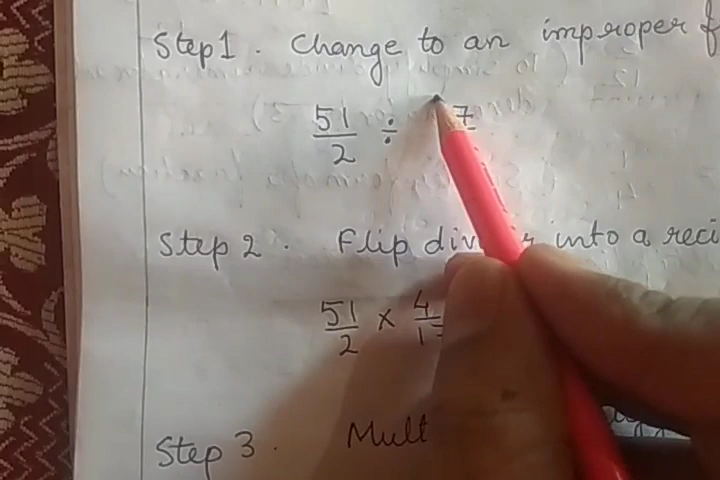 Step 1. Change to an improper f
51/2 ÷ 7
Step 2. Flip div into a reci
51/2 × 4/1
Step 3. Mult